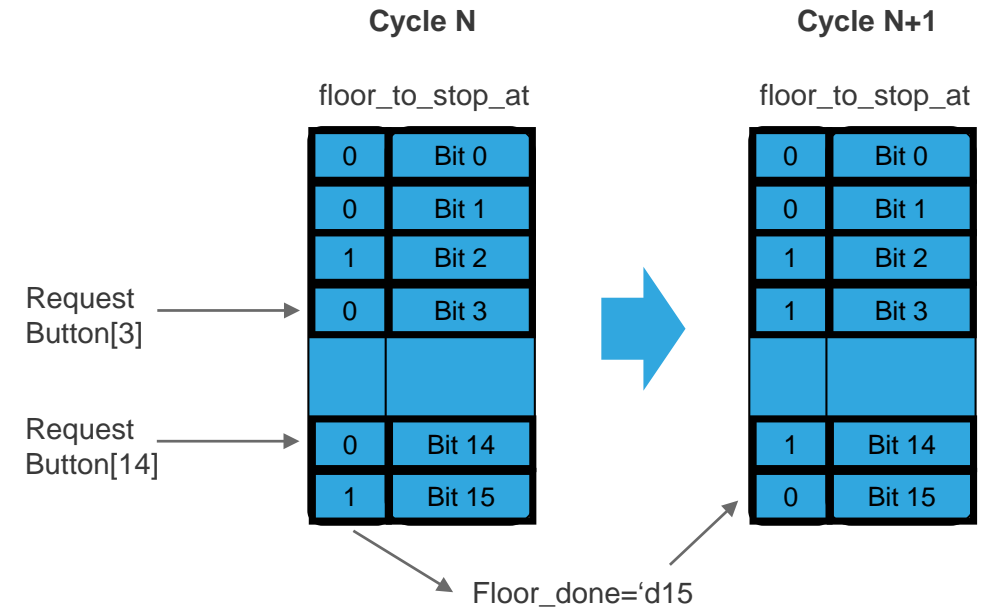 Cycle N
Cycle N+1
floor_to_stop_at
floor_to_stop_at
0 Bit 0
0 Bit 0
0 Bit 1
0 Bit 1
1 Bit 2
1 Bit 2
Request
Button[3]
0 Bit 3
1 Bit 3
Request
Button[14]
0 Bit 14
1 Bit 14
1 Bit 15
0 Bit 15
Floor_done=‘d15